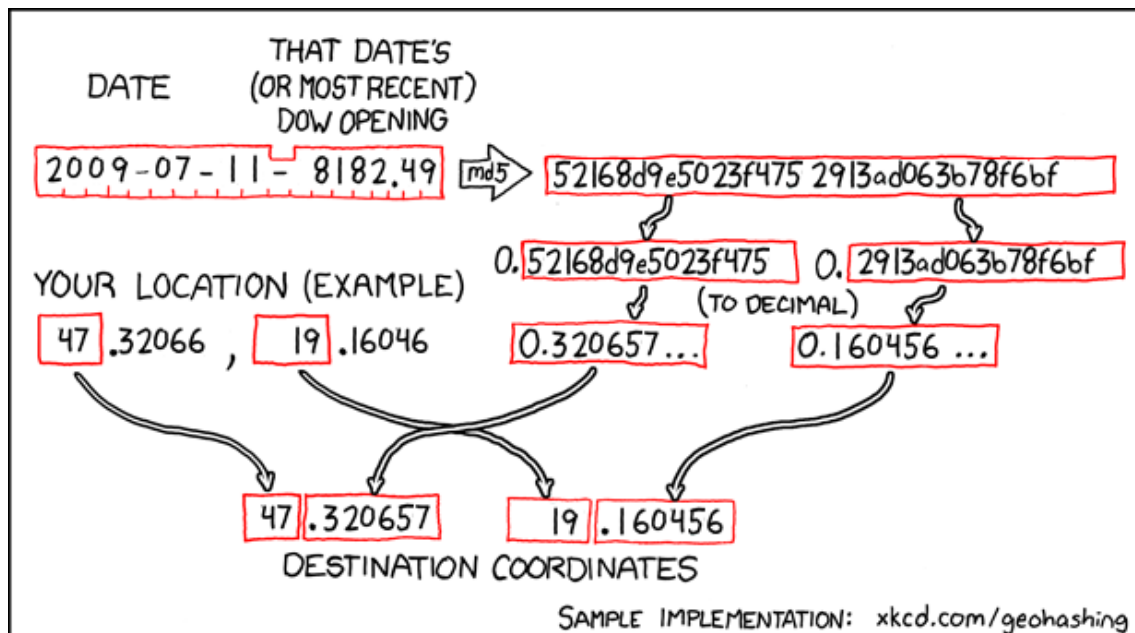 DATE
THAT DATE'S
(OR MOST RECENT)
DOW OPENING
2009-07-11- 8182.49
md5
52168d9e5023f475 2913ad063b78f6bf
0. 52168d9e5023f475
0. 2913ad063b78f6bf
(TO DECIMAL)
YOUR LOCATION (EXAMPLE)
47 .32066 , 19 .16046
0.320657...
0.160456 ...
47 .320657
19 .160456
DESTINATION COORDINATES
SAMPLE IMPLEMENTATION: xkcd.com/geohashing